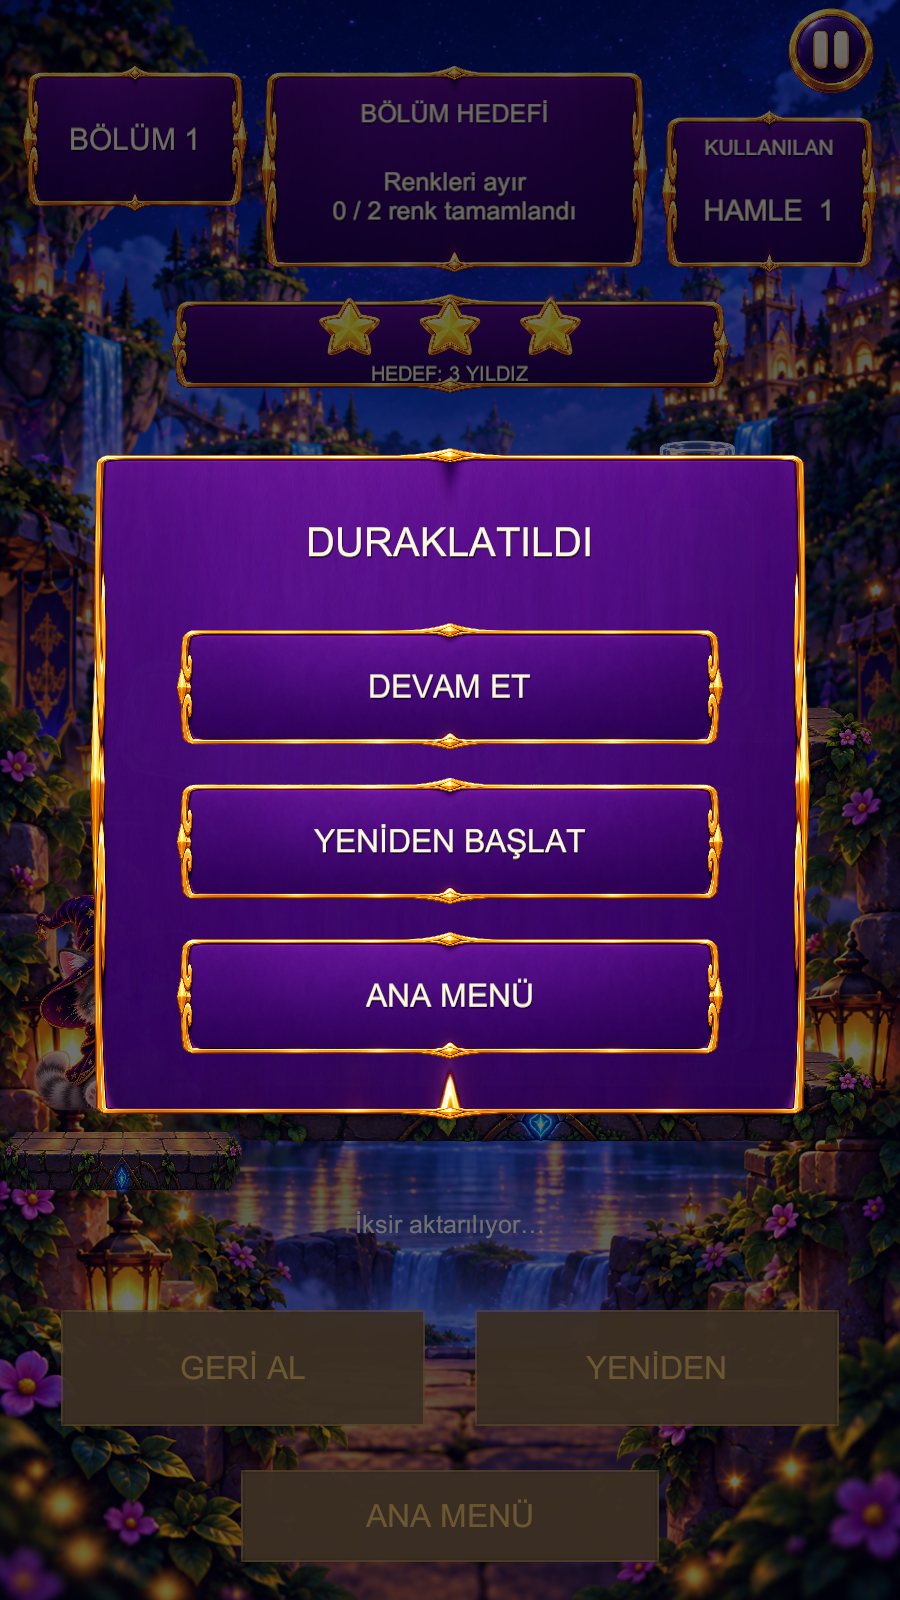 BÖLÜM 1
BÖLÜM HEDEFİ
Renkleri ayır
0 / 2 renk tamamlandı
KULLANILAN
HAMLE 1
HEDEF: 3 YILDIZ
DURAKLATILDI
DEVAM ET
YENİDEN BAŞLAT
ANA MENÜ
İksir aktarılıyor...
GERİ AL
YENİDEN
ANA MENÜ